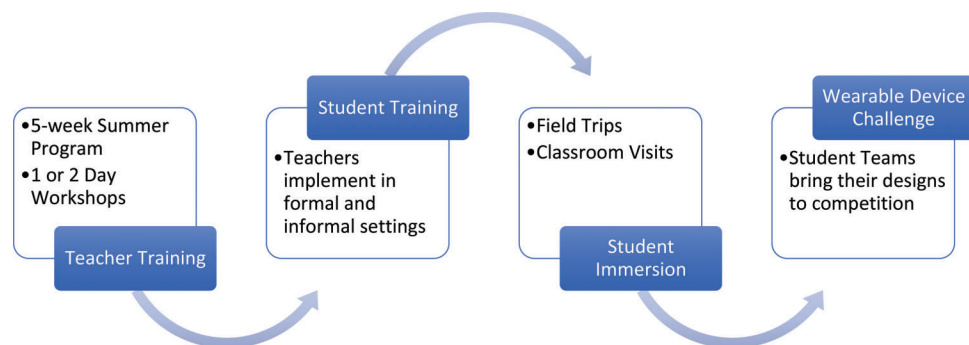 •5-week Summer
Program
•1 or 2 Day
Workshops
Teacher Training
Student Training
•Teachers
implement in
formal and
informal settings
•Field Trips
•Classroom Visits
Student
Immersion
Wearable Device
Challenge
•Student Teams
bring their designs
to competition